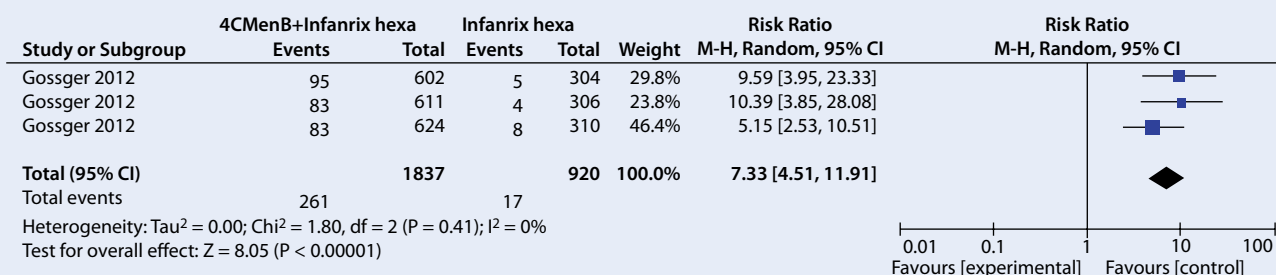 4CMenB+Infanrix hexa Infanrix hexa Risk Ratio Risk Ratio
Study or Subgroup Events Total Events Total Weight M-H, Random, 95% CI M-H, Random, 95% CI
Gossger 2012 95 602 5 304 29.8% 9.59 [3.95, 23.33]
Gossger 2012 83 611 4 306 23.8% 10.39 [3.85, 28.08]
Gossger 2012 83 624 8 310 46.4% 5.15 [2.53, 10.51]
Total (95% CI) 1837 920 100.0% 7.33 [4.51, 11.91]
Total events 261 17
Heterogeneity: Tau² = 0.00; Chi² = 1.80, df = 2 (P = 0.41); I² = 0%
Test for overall effect: Z = 8.05 (P < 0.00001)
0.01 0.1 1 10 100
Favours [experimental] Favours [control]